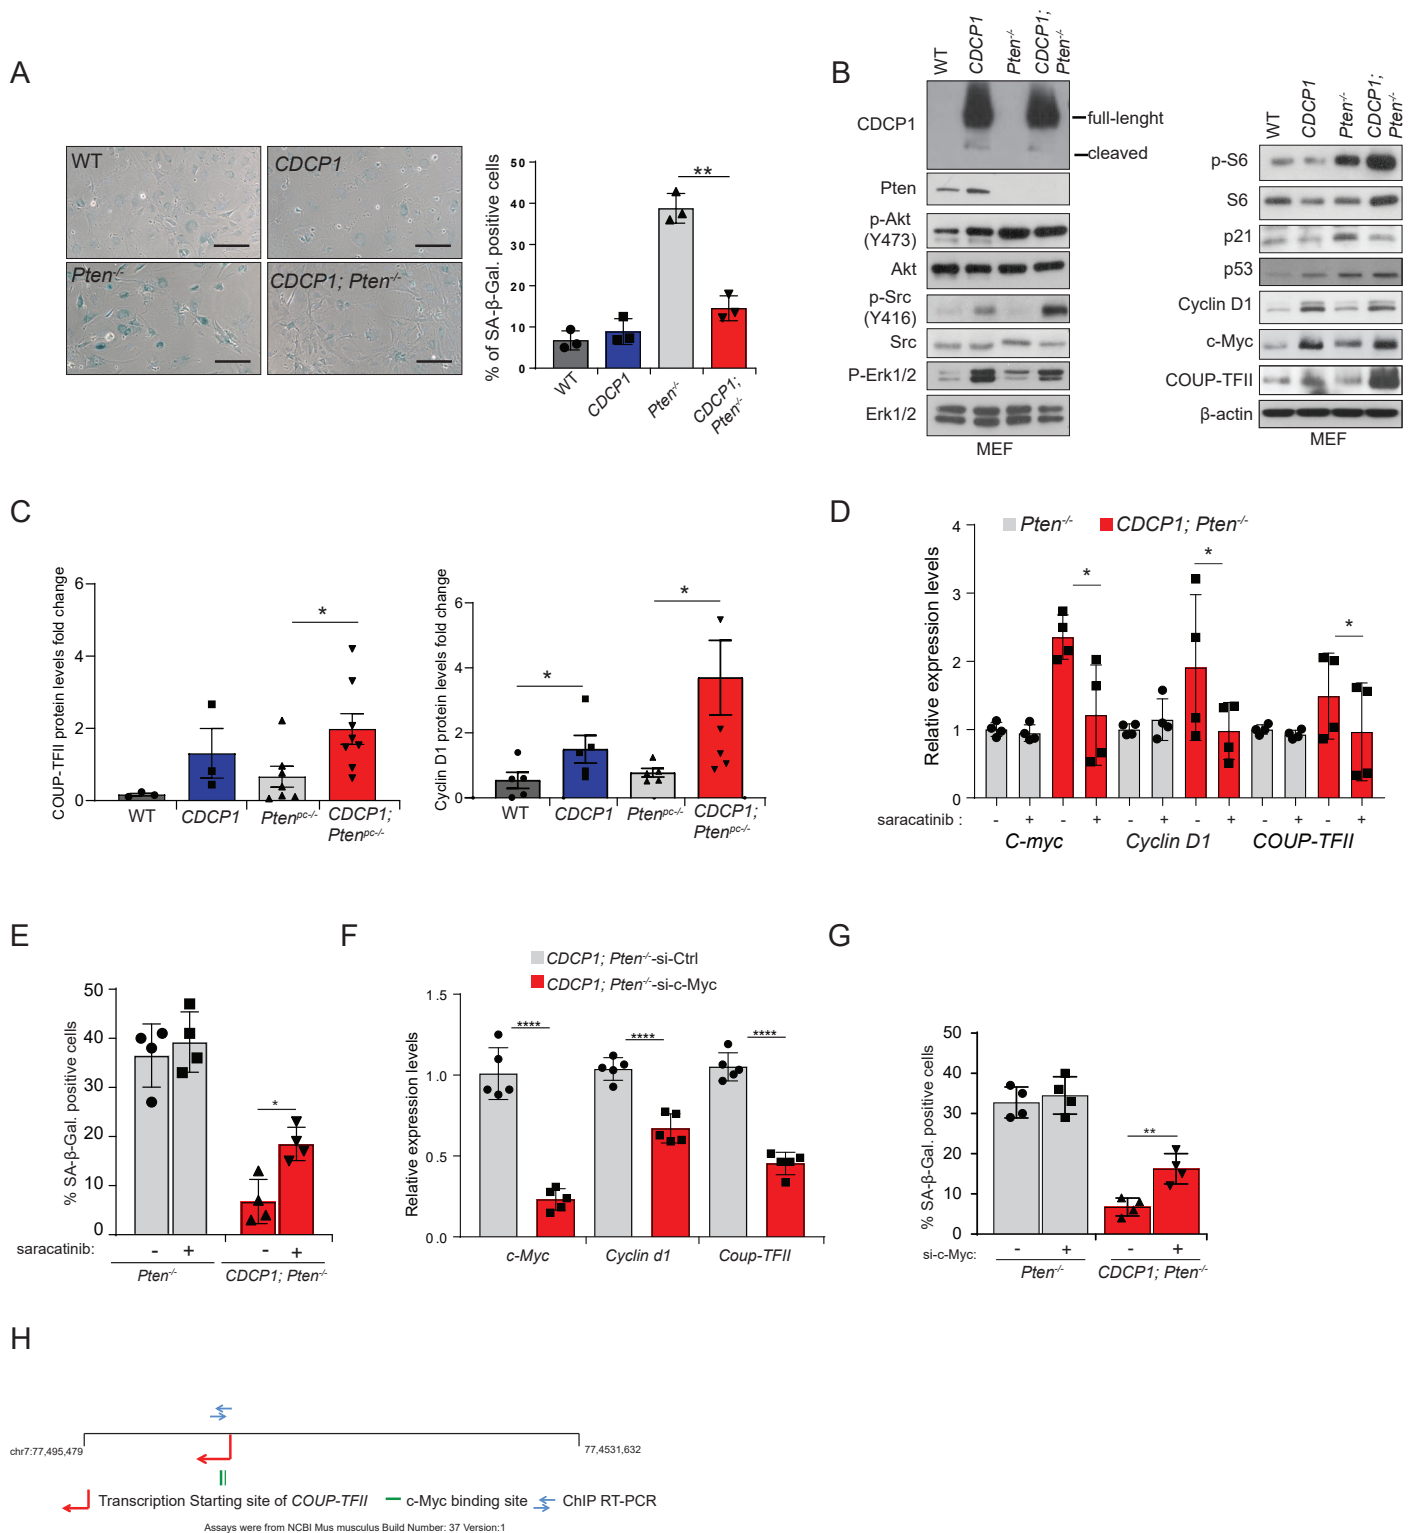 A
WT
CDCP1
Pten-/-
CDCP1; Pten-/-
% of SA-β-Gal. positive cells
50
40
30
20
10
0
**
WT
CDCP1
Pten-/-
CDCP1;
Pten-/-
B
WT
CDCP1
Pten-/-
CDCP1;
Pten-/-
CDCP1
full-lenght
cleaved
Pten
p-Akt
(Y473)
Akt
p-Src
(Y416)
Src
P-Erk1/2
Erk1/2
MEF
WT
CDCP1
Pten-/-
CDCP1;
Pten-/-
p-S6
S6
p21
p53
Cyclin D1
c-Myc
COUP-TFII
β-actin
MEF
C
COUP-TFII protein levels fold change
6
4
2
0
*
WT
CDCP1
Ptenpc-/-
CDCP1;
Ptenpc-/-
Cyclin D1 protein levels fold change
6
4
2
0
*
*
WT
CDCP1
Ptenpc-/-
CDCP1;
Ptenpc-/-
D
Pten-/-
CDCP1; Pten-/-
Relative expression levels
4
3
2
1
0
*
*
*
saracatinib : - + - + - + - + - + - +
C-myc
Cyclin D1
COUP-TFII
E
% SA-β-Gal. positive cells
50
40
30
20
10
0
*
saracatinib: - + - +
Pten-/-
CDCP1; Pten-/-
F
CDCP1; Pten-/--si-Ctrl
CDCP1; Pten-/--si-c-Myc
Relative expression levels
1.5
1.0
0.5
0.0
****
****
****
c-Myc
Cyclin d1
Coup-TFII
G
% SA-β-Gal. positive cells
50
40
30
20
10
0
**
si-c-Myc: - + - +
Pten-/-
CDCP1; Pten-/-
H
chr7:77,495,479
77,4531,632
Transcription Starting site of COUP-TFII
c-Myc binding site
ChIP RT-PCR
Assays were from NCBI Mus musculus Build Number: 37 Version:1